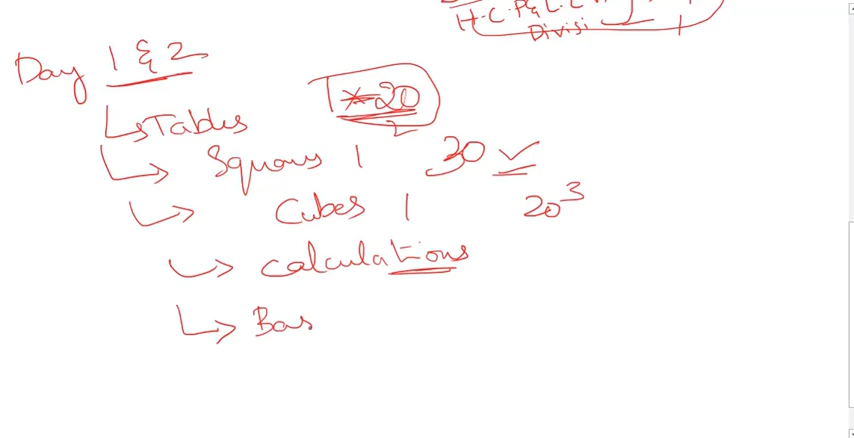 H.C.F & L.C.M
Divisi
Day 1 & 2
↳ Tables 20
↳ Squares 1 30 ✓
↳ Cubes 1 20³
↳ Calculations
↳ Bas